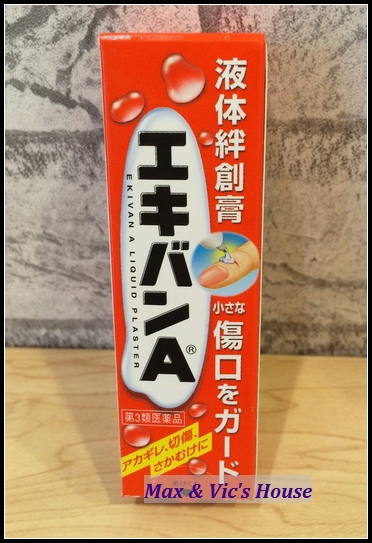 液体絆創膏
エキバンA®
EKIVAN A LIQUID PLASTER
小さな
傷口をガード
第3類医薬品
アカギレ、切傷、
さかむけに
Max & Vic's House